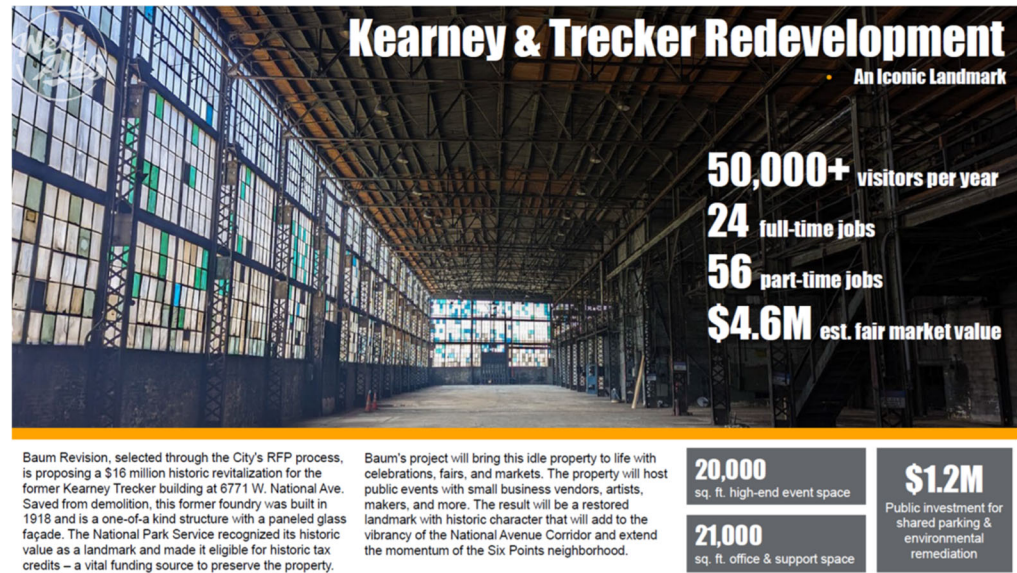 West
Allis
Kearney & Trecker Redevelopment
• An Iconic Landmark
50,000+ visitors per year
24 full-time jobs
56 part-time jobs
$4.6M est. fair market value
Baum Revision, selected through the City's RFP process,
is proposing a $16 million historic revitalization for the
former Kearney Trecker building at 6771 W. National Ave.
Saved from demolition, this former foundry was built in
1918 and is a one-of-a kind structure with a paneled glass
façade. The National Park Service recognized its historic
value as a landmark and made it eligible for historic tax
credits – a vital funding source to preserve the property.
Baum's project will bring this idle property to life with
celebrations, fairs, and markets. The property will host
public events with small business vendors, artists,
makers, and more. The result will be a restored
landmark with historic character that will add to the
vibrancy of the National Avenue Corridor and extend
the momentum of the Six Points neighborhood.
20,000
sq. ft. high-end event space
21,000
sq. ft. office & support space
$1.2M
Public investment for
shared parking &
environmental
remediation